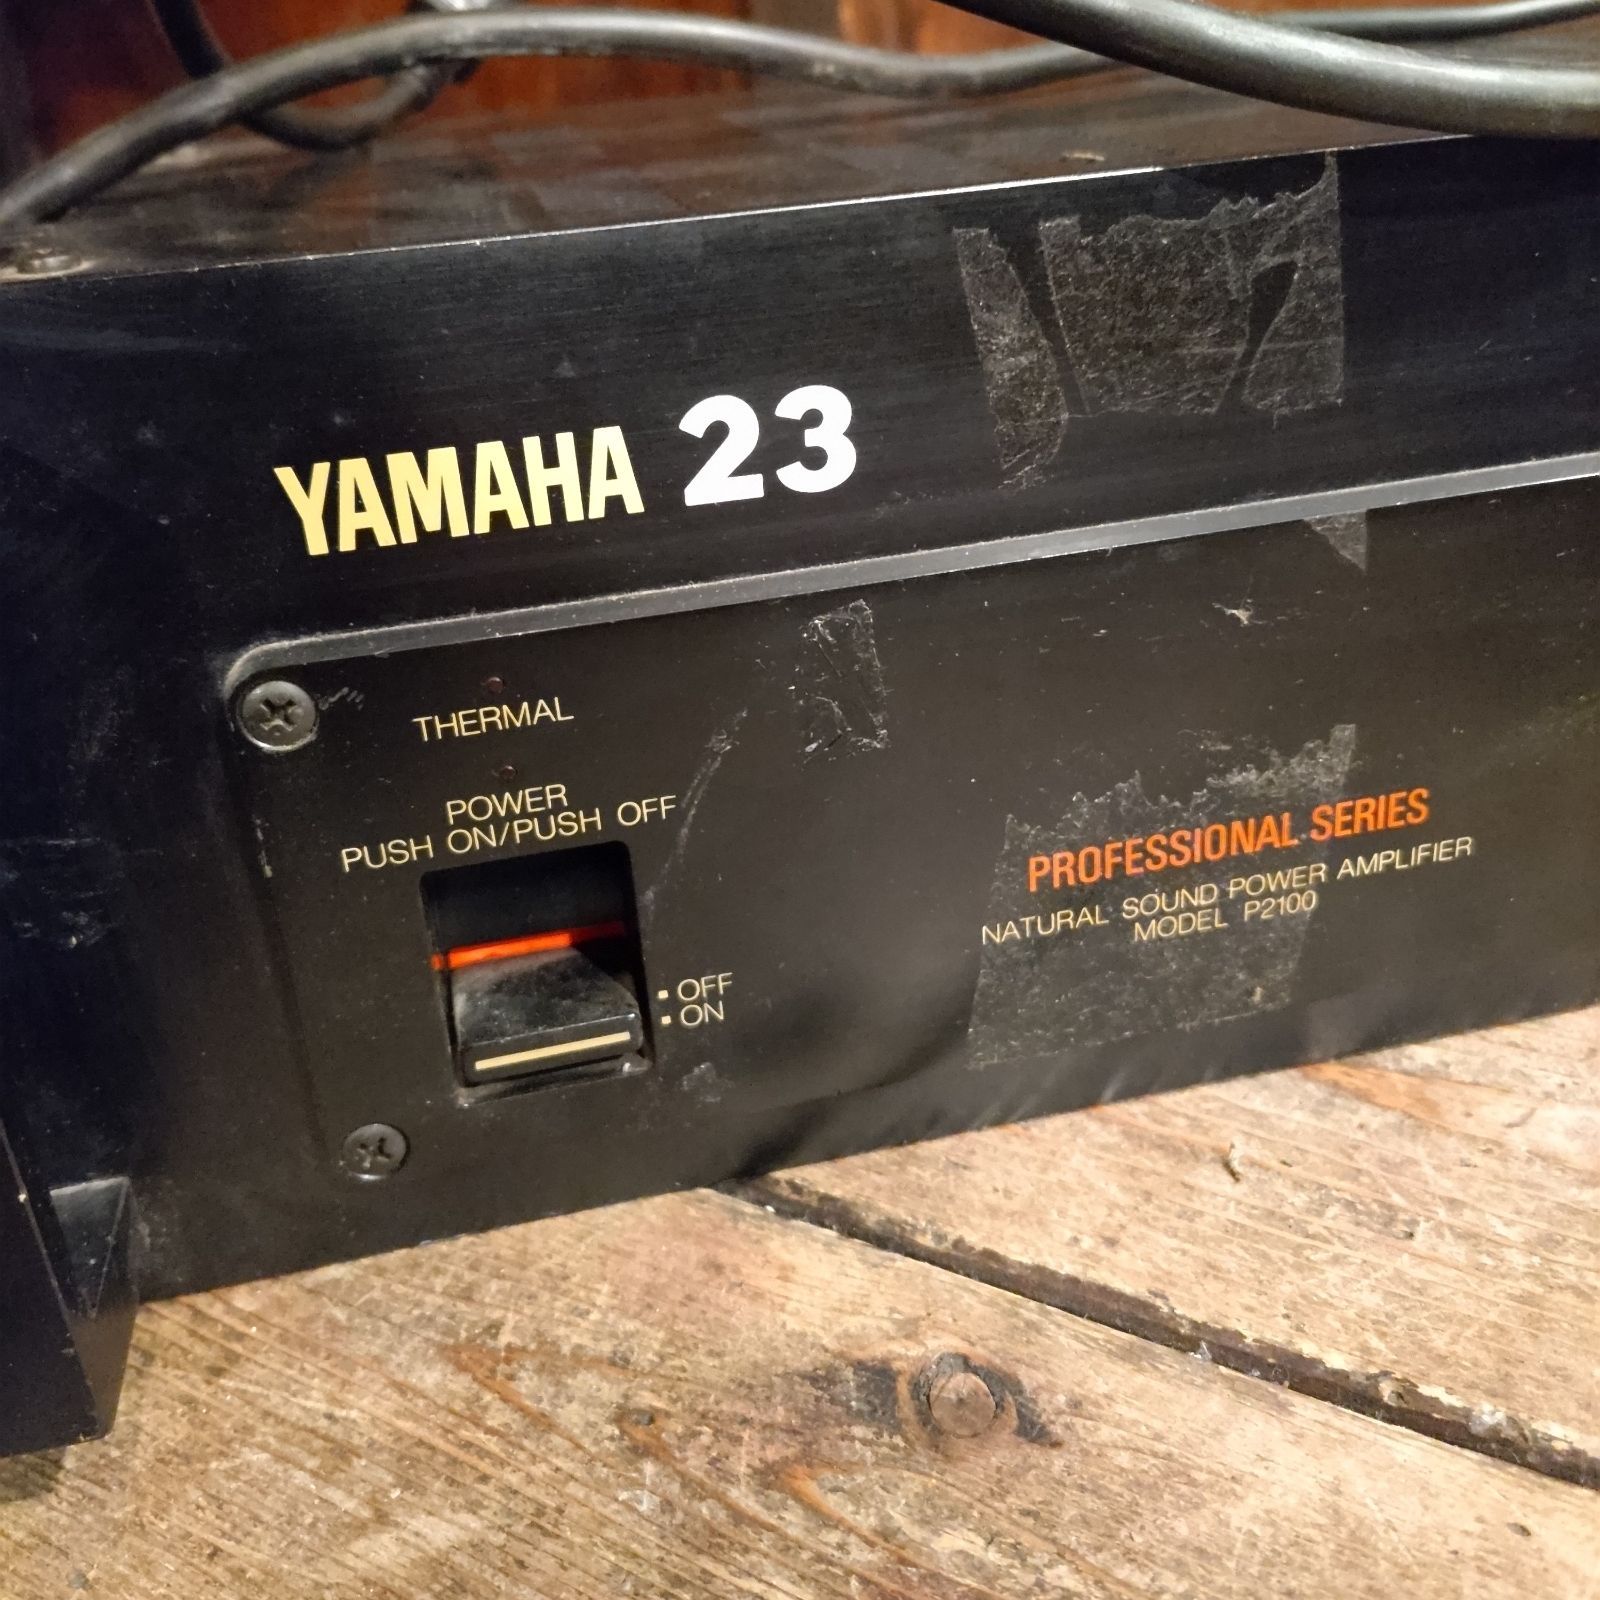 YAMAHA 23
THERMAL
POWER
PUSH ON/PUSH OFF
OFF
ON
PROFESSIONAL SERIES
NATURAL SOUND POWER AMPLIFIER
MODEL P2100